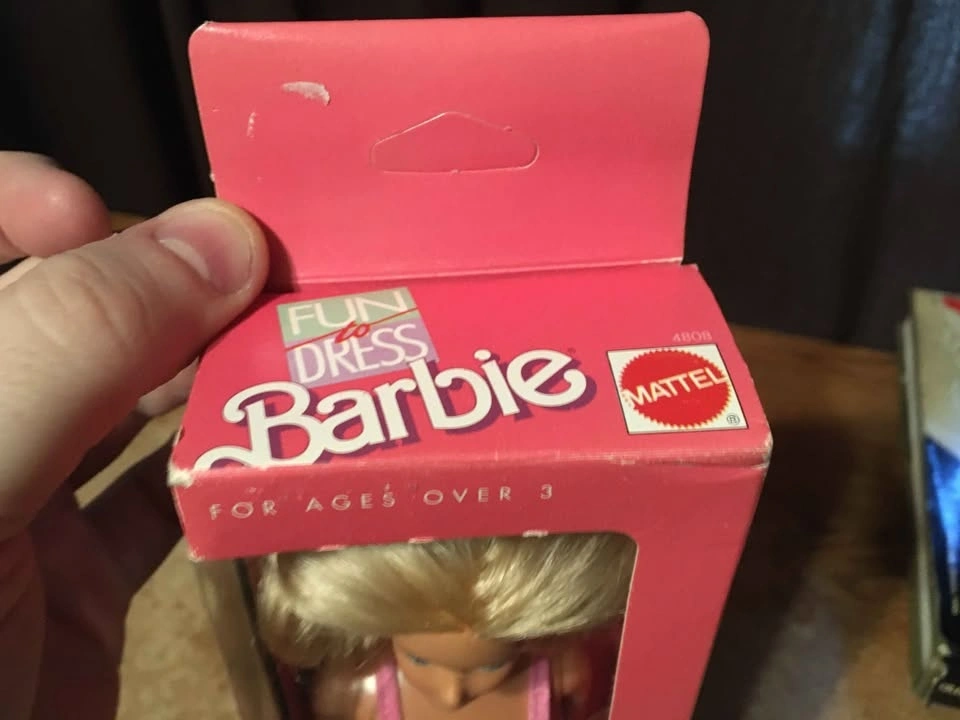 FUN
to
DRESS
Barbie
4808
MATTEL
®
FOR AGES OVER 3